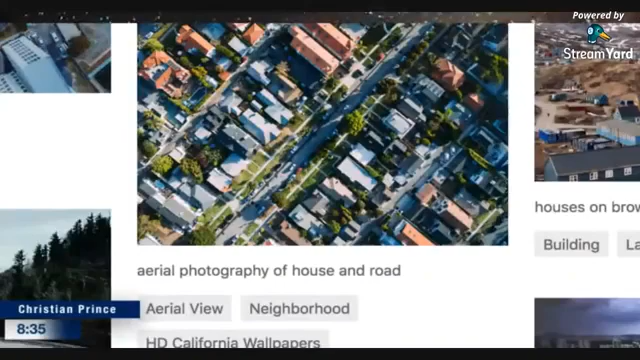 Powered by
StreamYard
aerial photography of house and road
houses on brow
Aerial View
Neighborhood
Building
La
HD California Wallpapers
Christian Prince
8:35